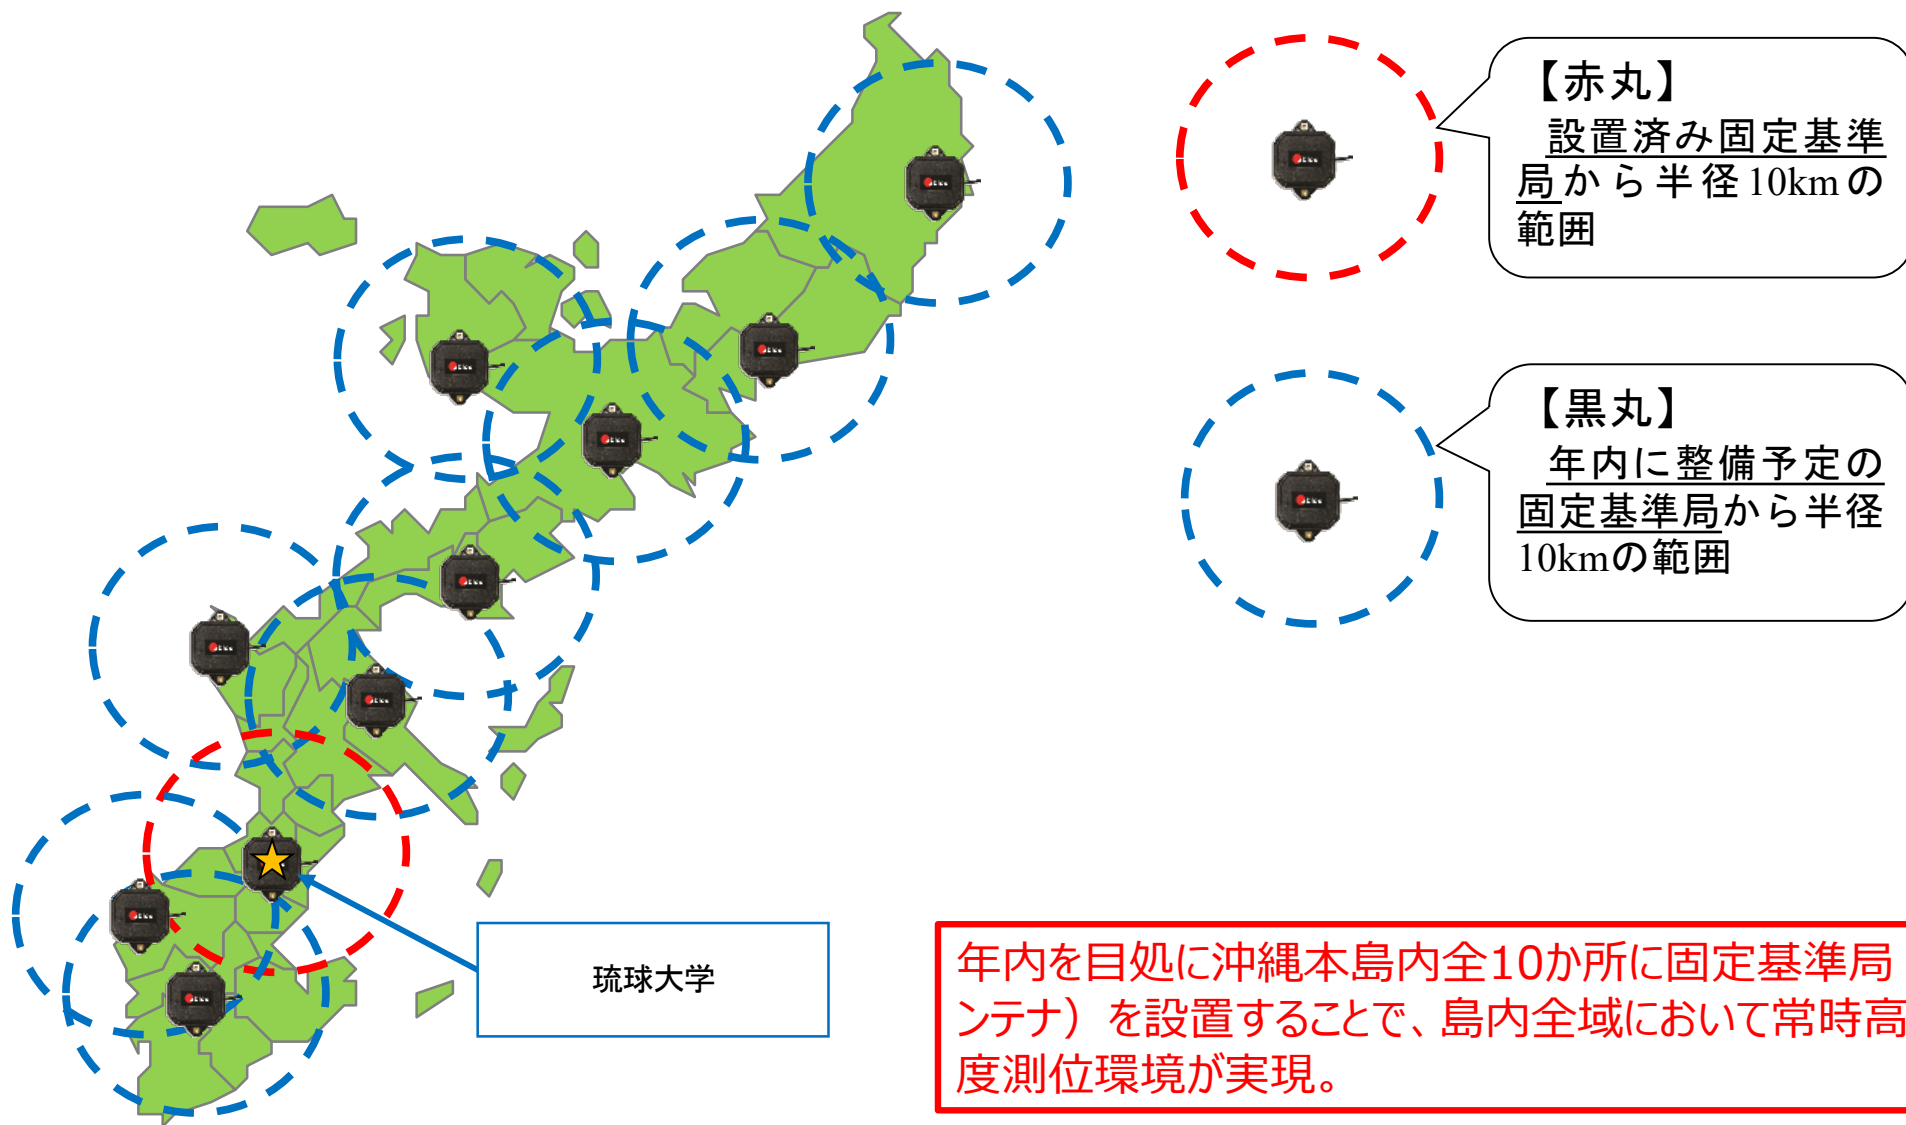 【赤丸】
設置済み固定基準
局から半径10kmの
範囲
【黒丸】
年内に整備予定の
固定基準局から半径
10kmの範囲
琉球大学
年内を目処に沖縄本島内全10か所に固定基準局
ンテナ）を設置することで、島内全域において常時高
度測位環境が実現。